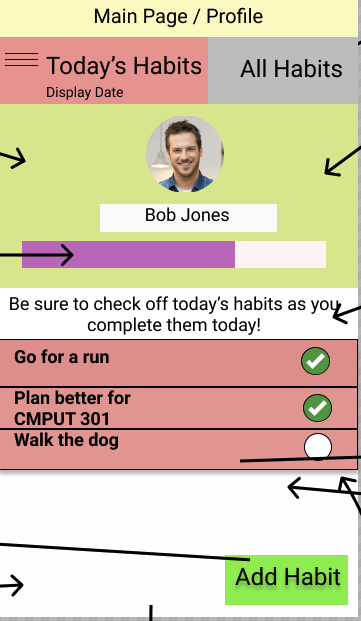 Main Page / Profile
Today's Habits
All Habits
Display Date
Bob Jones
Be sure to check off today's habits as you
complete them today!
Go for a run
Plan better for
CMPUT 301
Walk the dog
Add Habit